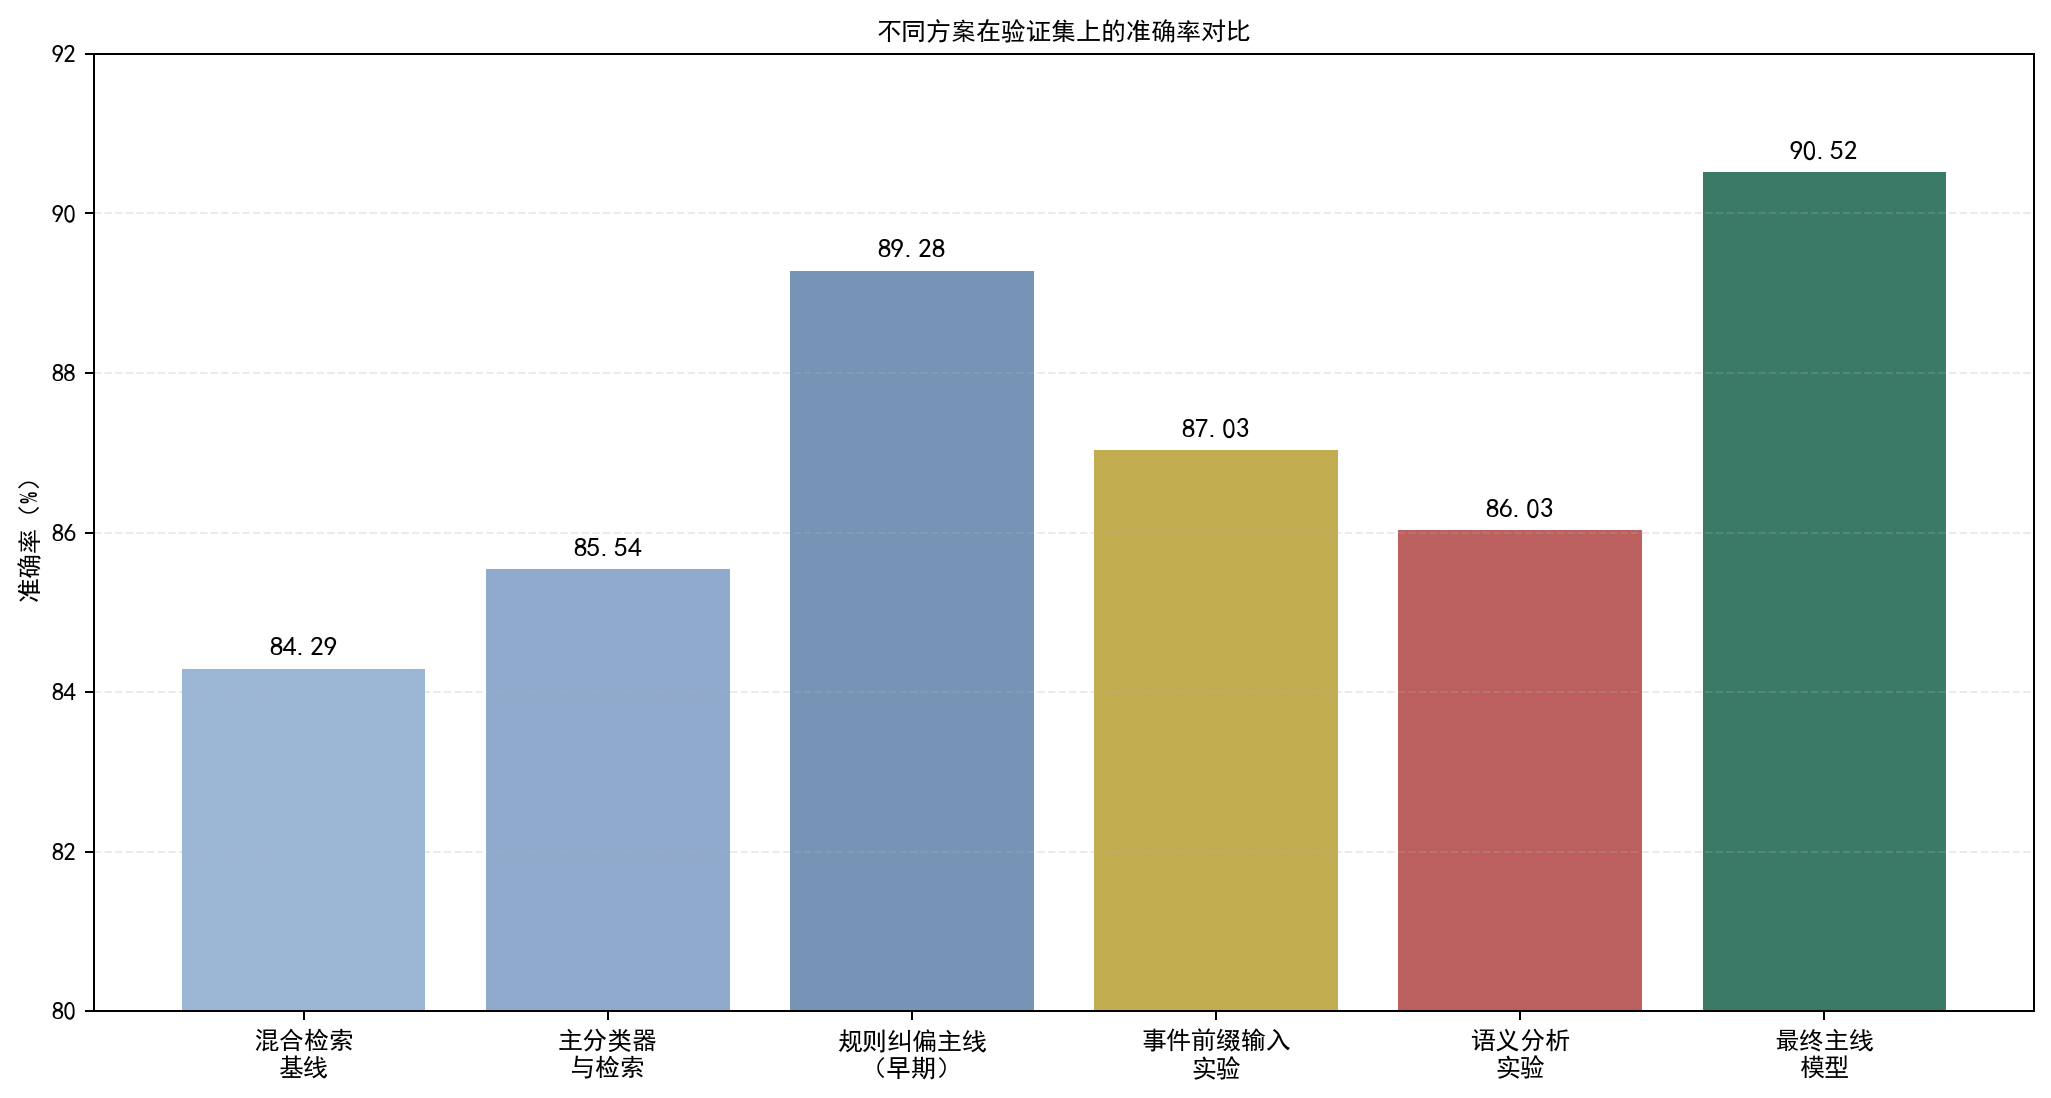 不同方案在验证集上的准确率对比
准确率 (%)
92
90
88
86
84
82
80
84.29
85.54
89.28
87.03
86.03
90.52
混合检索
基线
主分类器
与检索
规则纠偏主线
（早期）
事件前缀输入
实验
语义分析
实验
最终主线
模型